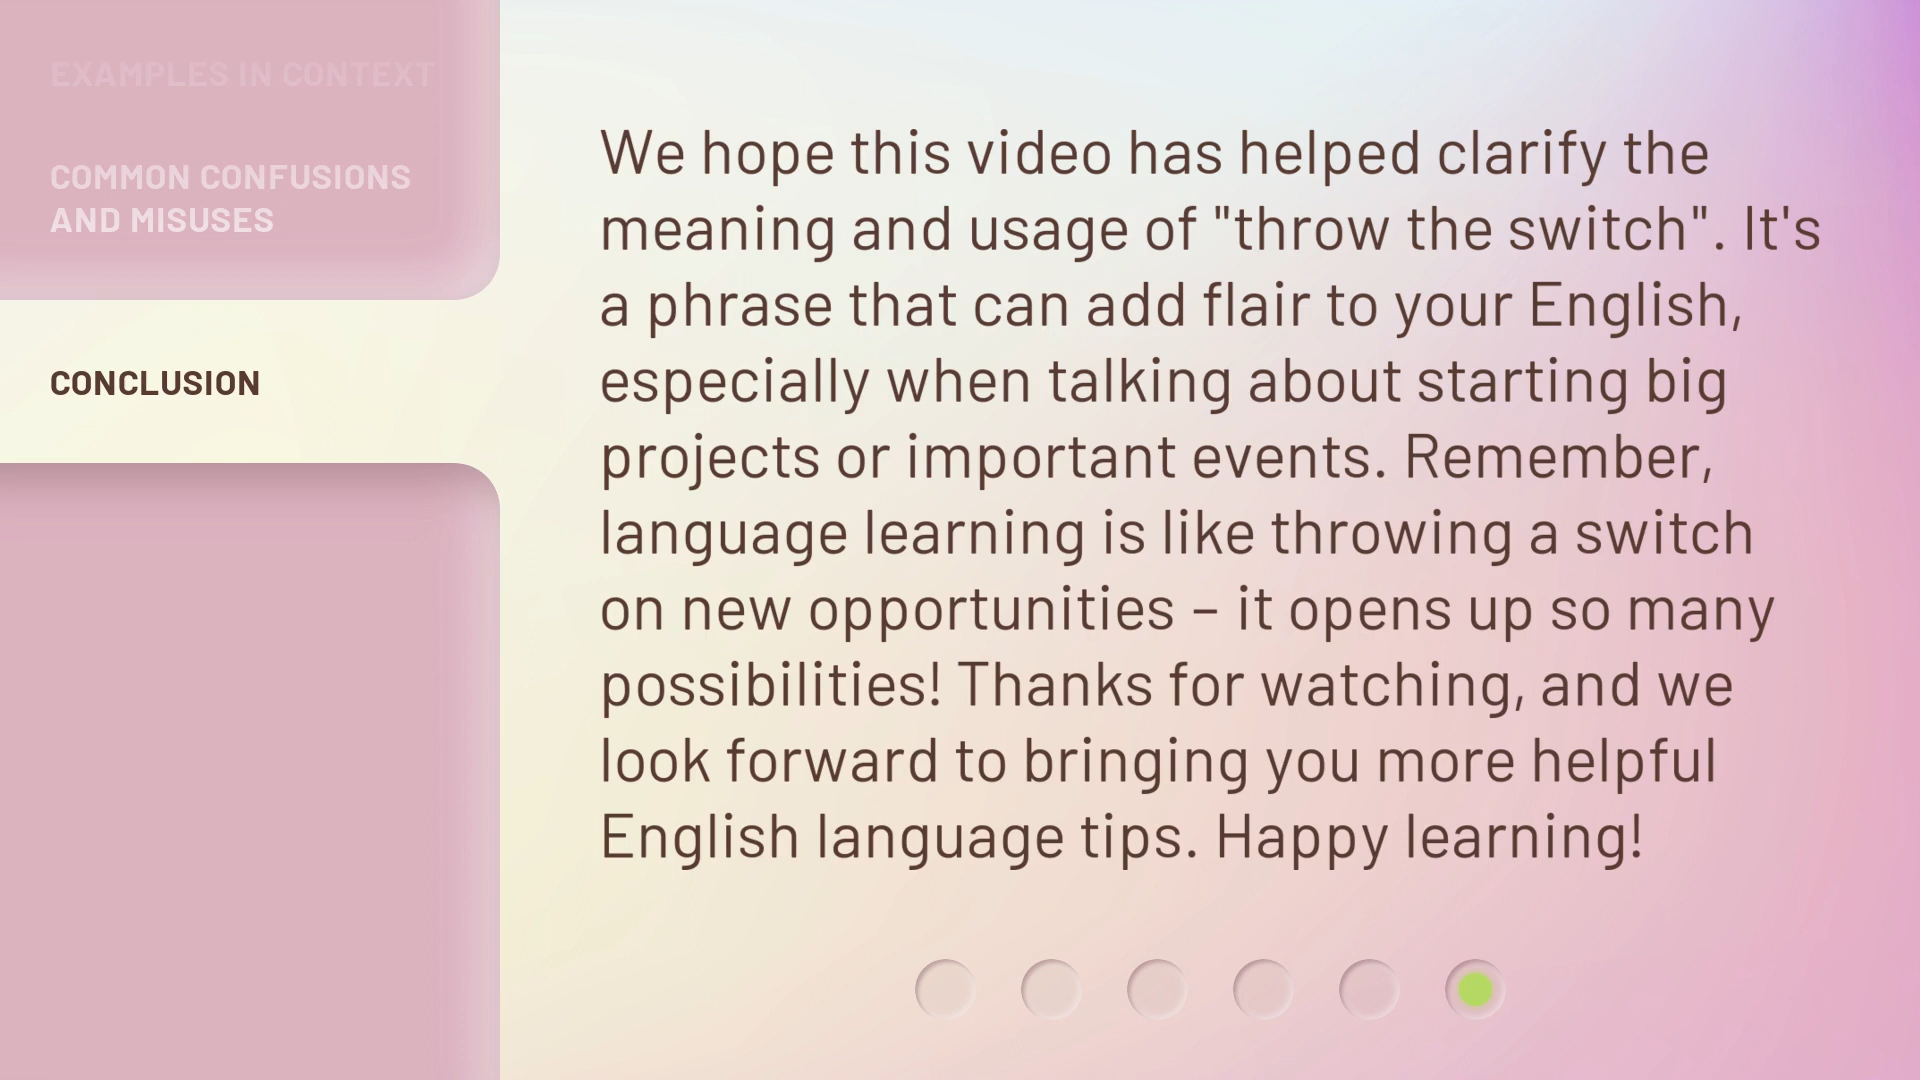 EXAMPLES IN CONTEXT
COMMON CONFUSIONS
AND MISUSES
CONCLUSION
We hope this video has helped clarify the
meaning and usage of "throw the switch". It's
a phrase that can add flair to your English,
especially when talking about starting big
projects or important events. Remember,
language learning is like throwing a switch
on new opportunities – it opens up so many
possibilities! Thanks for watching, and we
look forward to bringing you more helpful
English language tips. Happy learning!